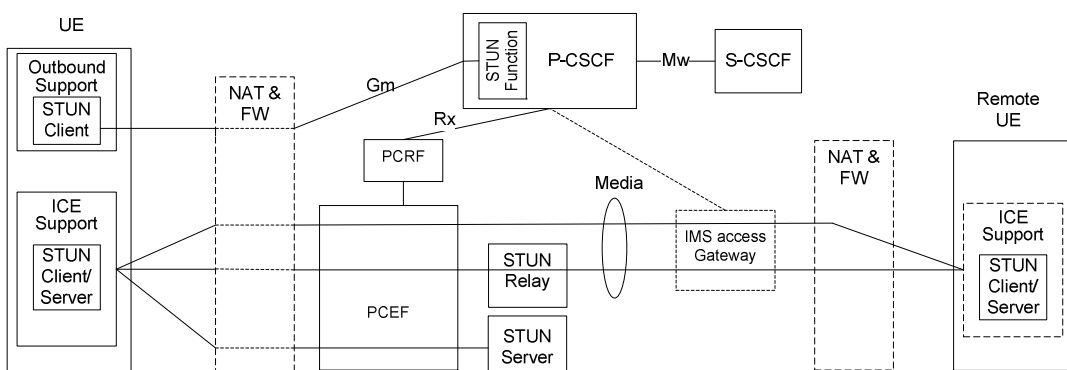 UE
Outbound
Support
STUN
Client
ICE
Support
STUN
Client/
Server
NAT &
FW
Gm
STUN
Function
P-CSCF
Mw
S-CSCF
Rx
PCRF
PCEF
STUN
Relay
STUN
Server
Media
IMS access
Gateway
NAT &
FW
Remote
UE
ICE
Support
STUN
Client/
Server